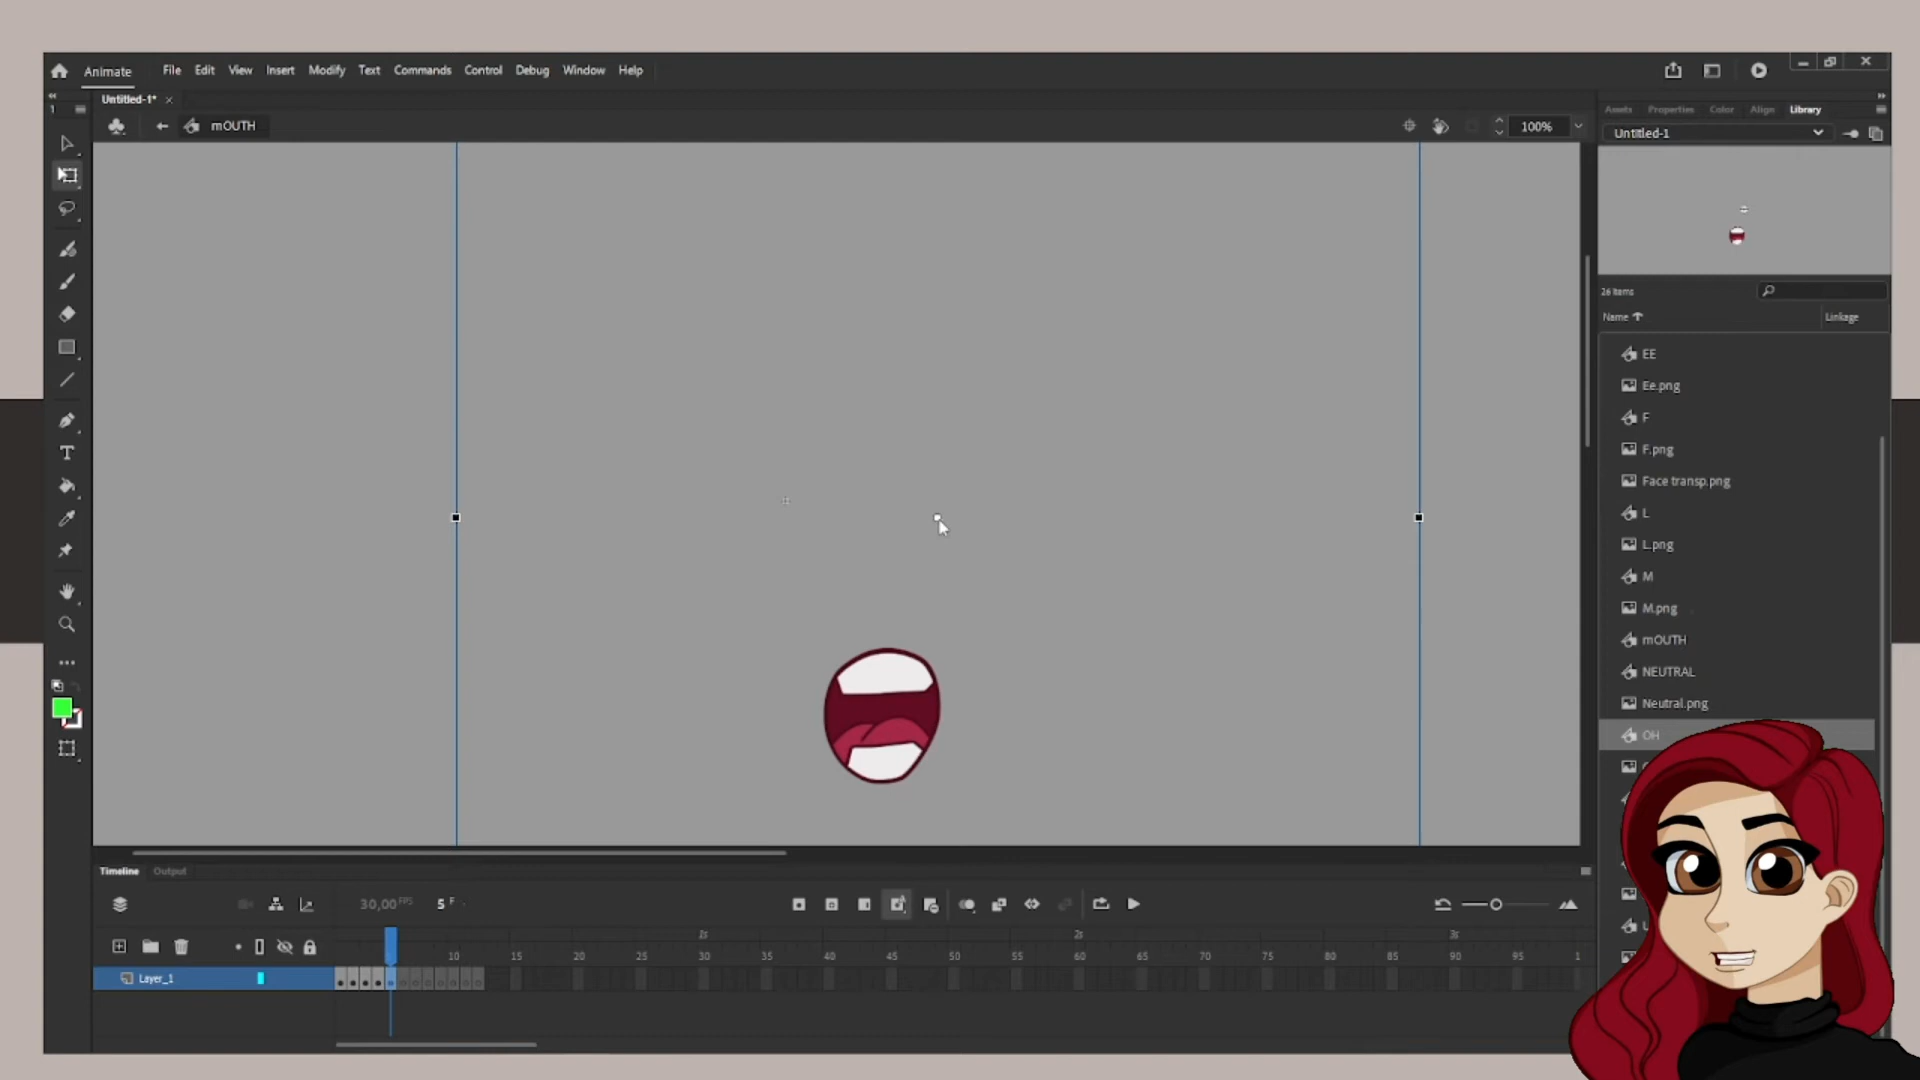 Animate File Edit View Insert Modify Text Commands Control Debug Window Help
1 Untitled-1* ×
mOUTH 100%
Assets Properties Color Align Library
Untitled-1
26 items
Name Linkage
EE
Ee.png
F
F.png
Face transp.png
L
L.png
M
M.png
mOUTH
NEUTRAL
Neutral.png
OH
Timeline Output
30,00 FPS 5 F
1s 2s 3s
10 15 20 25 30 35 40 45 50 55 60 65 70 75 80 85 90 95 1
Layer_1